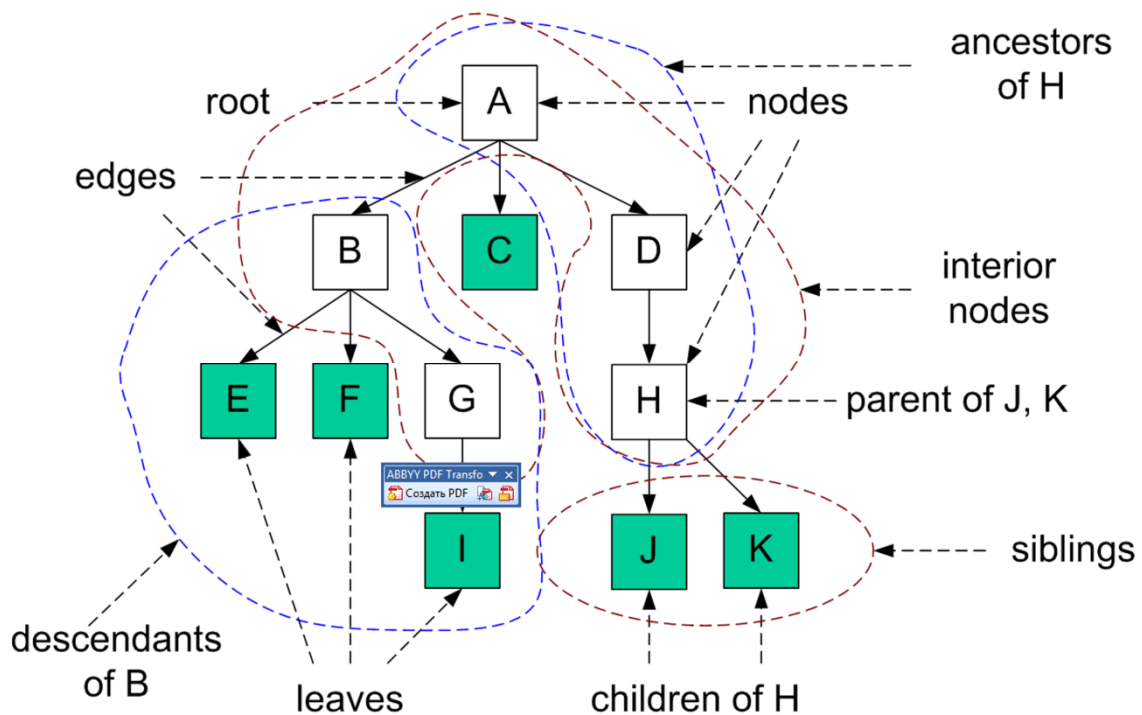 ancestors
of H
root
A
nodes
edges
B
C
D
interior
nodes
E
F
G
H
parent of J, K
ABBYY PDF Transfo
Создать PDF
I
J
K
siblings
descendants
of B
leaves
children of H